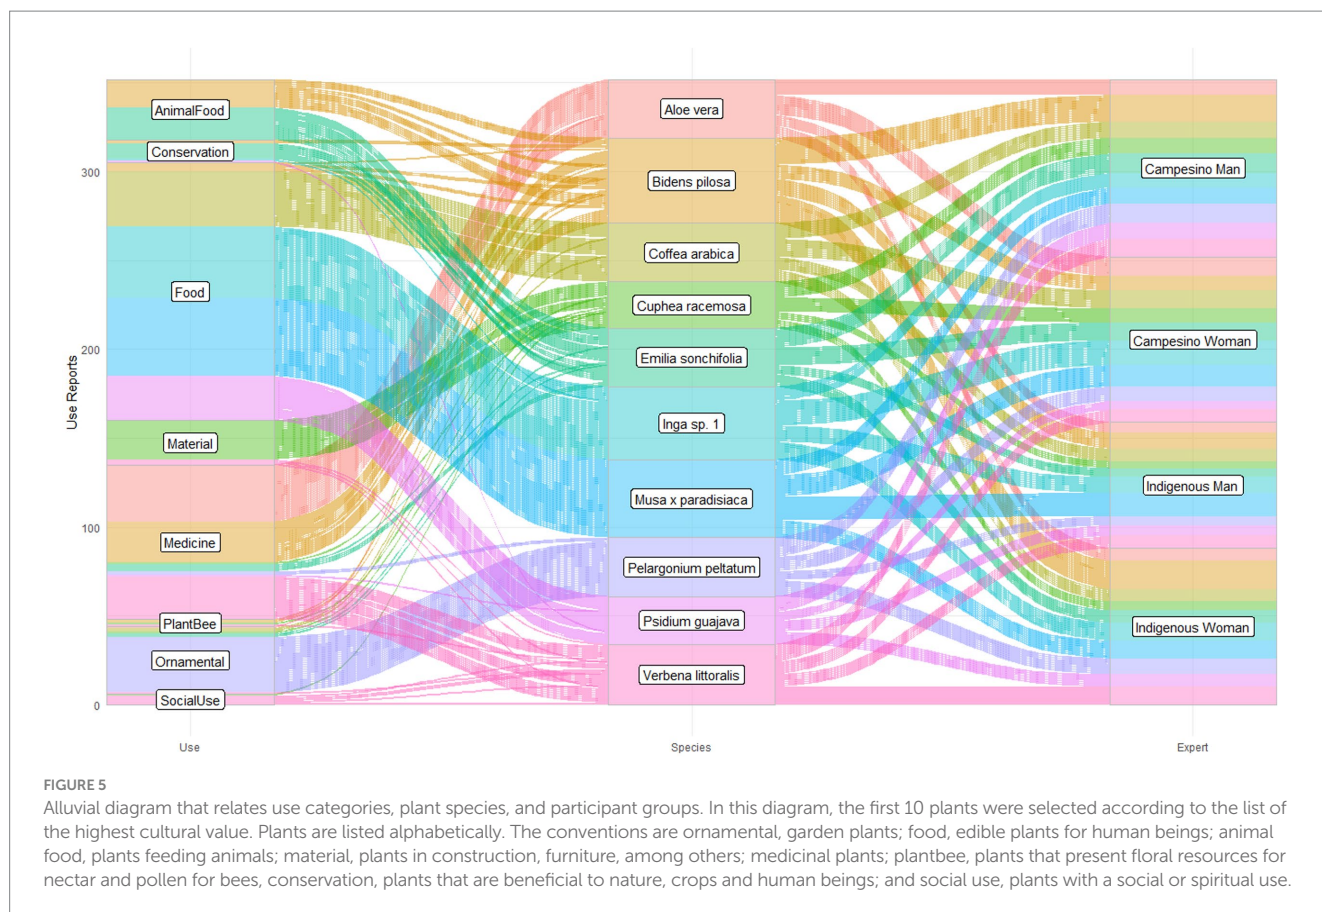 Use Reports
300
200
100
0
AnimalFood
Conservation
Food
Material
Medicine
PlantBee
Ornamental
SocialUse
Aloe vera
Bidens pilosa
Coffea arabica
Cuphea racemosa
Emilia sonchifolia
Inga sp. 1
Musa x paradisiaca
Pelargonium peltatum
Psidium guajava
Verbena littoralis
Campesino Man
Campesino Woman
Indigenous Man
Indigenous Woman
Use
Species
Expert
FIGURE 5
Alluvial diagram that relates use categories, plant species, and participant groups. In this diagram, the first 10 plants were selected according to the list of
the highest cultural value. Plants are listed alphabetically. The conventions are ornamental, garden plants; food, edible plants for human beings; animal
food, plants feeding animals; material, plants in construction, furniture, among others; medicinal plants; plantbee, plants that present floral resources for
nectar and pollen for bees, conservation, plants that are beneficial to nature, crops and human beings; and social use, plants with a social or spiritual use.